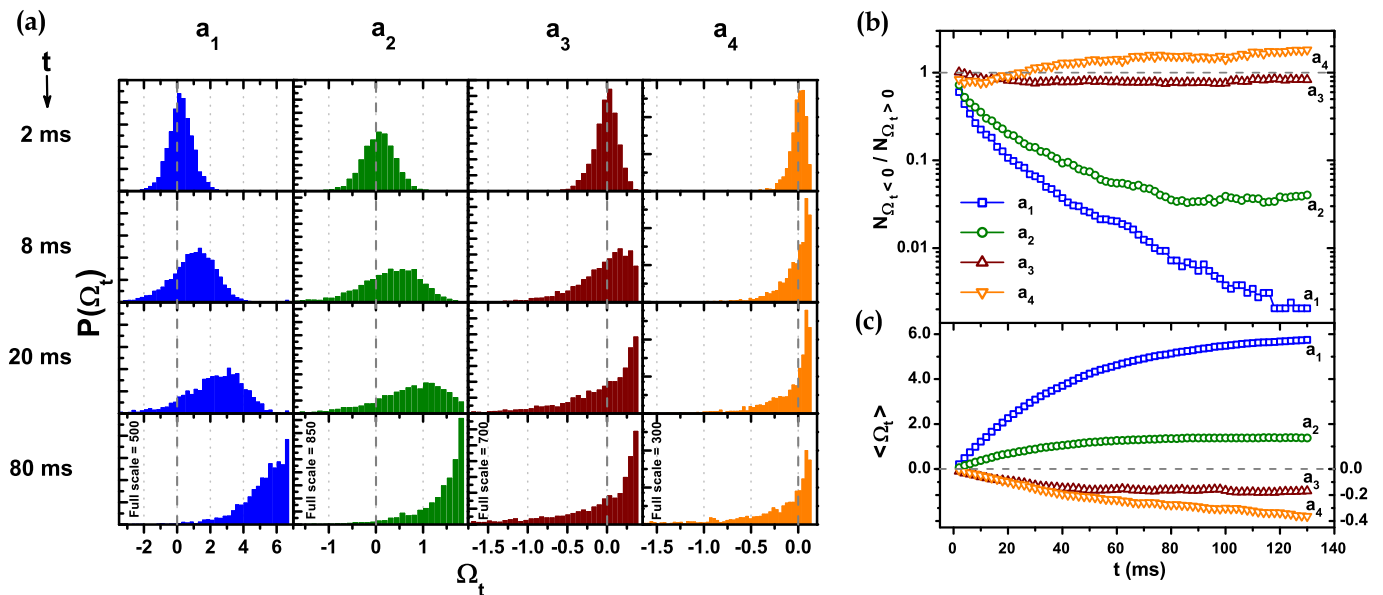 (a)
a1 a2 a3 a4
t
2 ms
8 ms
20 ms
80 ms
P(Ωt)
Full scale = 500
Full scale = 850
Full scale = 700
Full scale = 300
-2 0 2 4 6
-1 0 1
-1.5 -1.0 -0.5 0.0
-1.5 -1.0 -0.5 0.0
Ωt
(b)
NΩt < 0 / NΩt > 0
1
0.1
0.01
a1
a2
a3
a4
a4
a3
a2
a1
(c)
<Ωt>
6.0
4.0
2.0
0.0
a1
a2
a3
a4
0.0
-0.2
-0.4
0 20 40 60 80 100 120 140
t (ms)